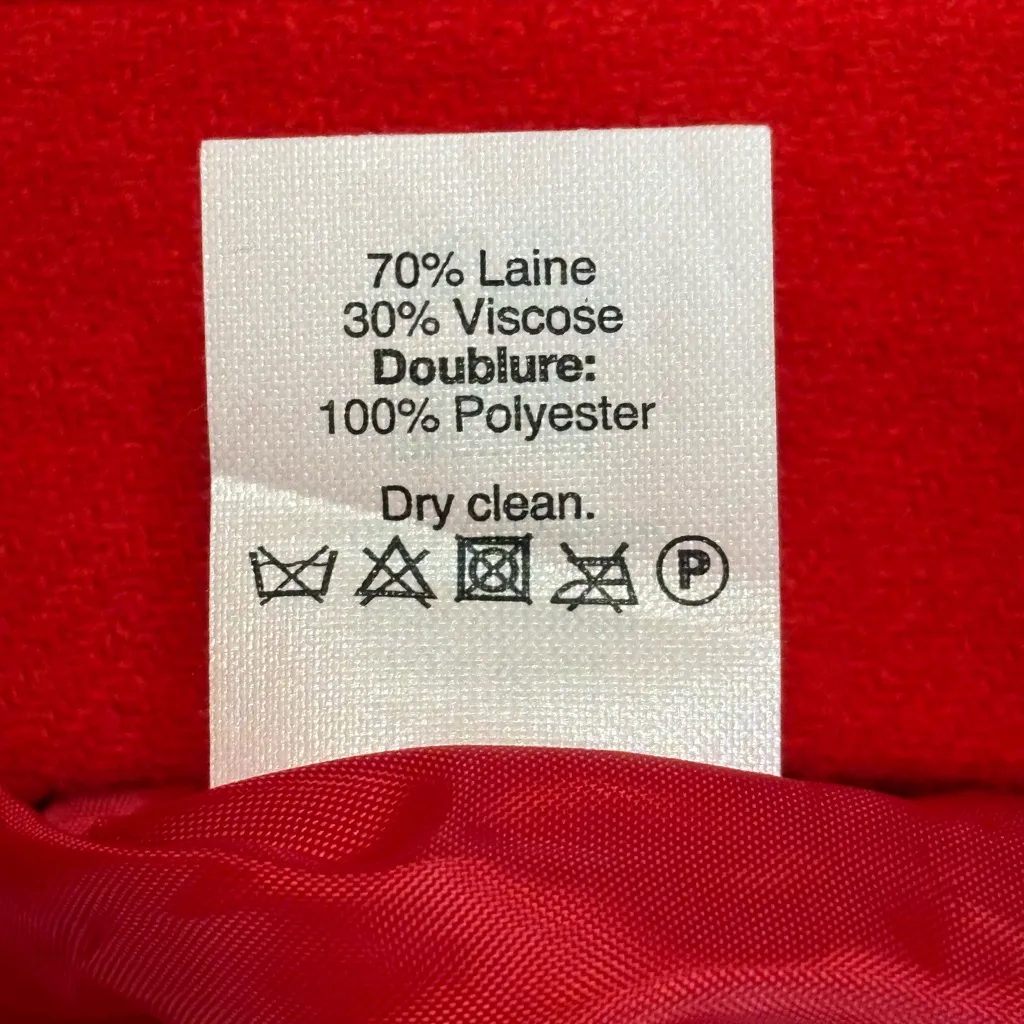 70% Laine
30% Viscose
Doublure:
100% Polyester
Dry clean.
P